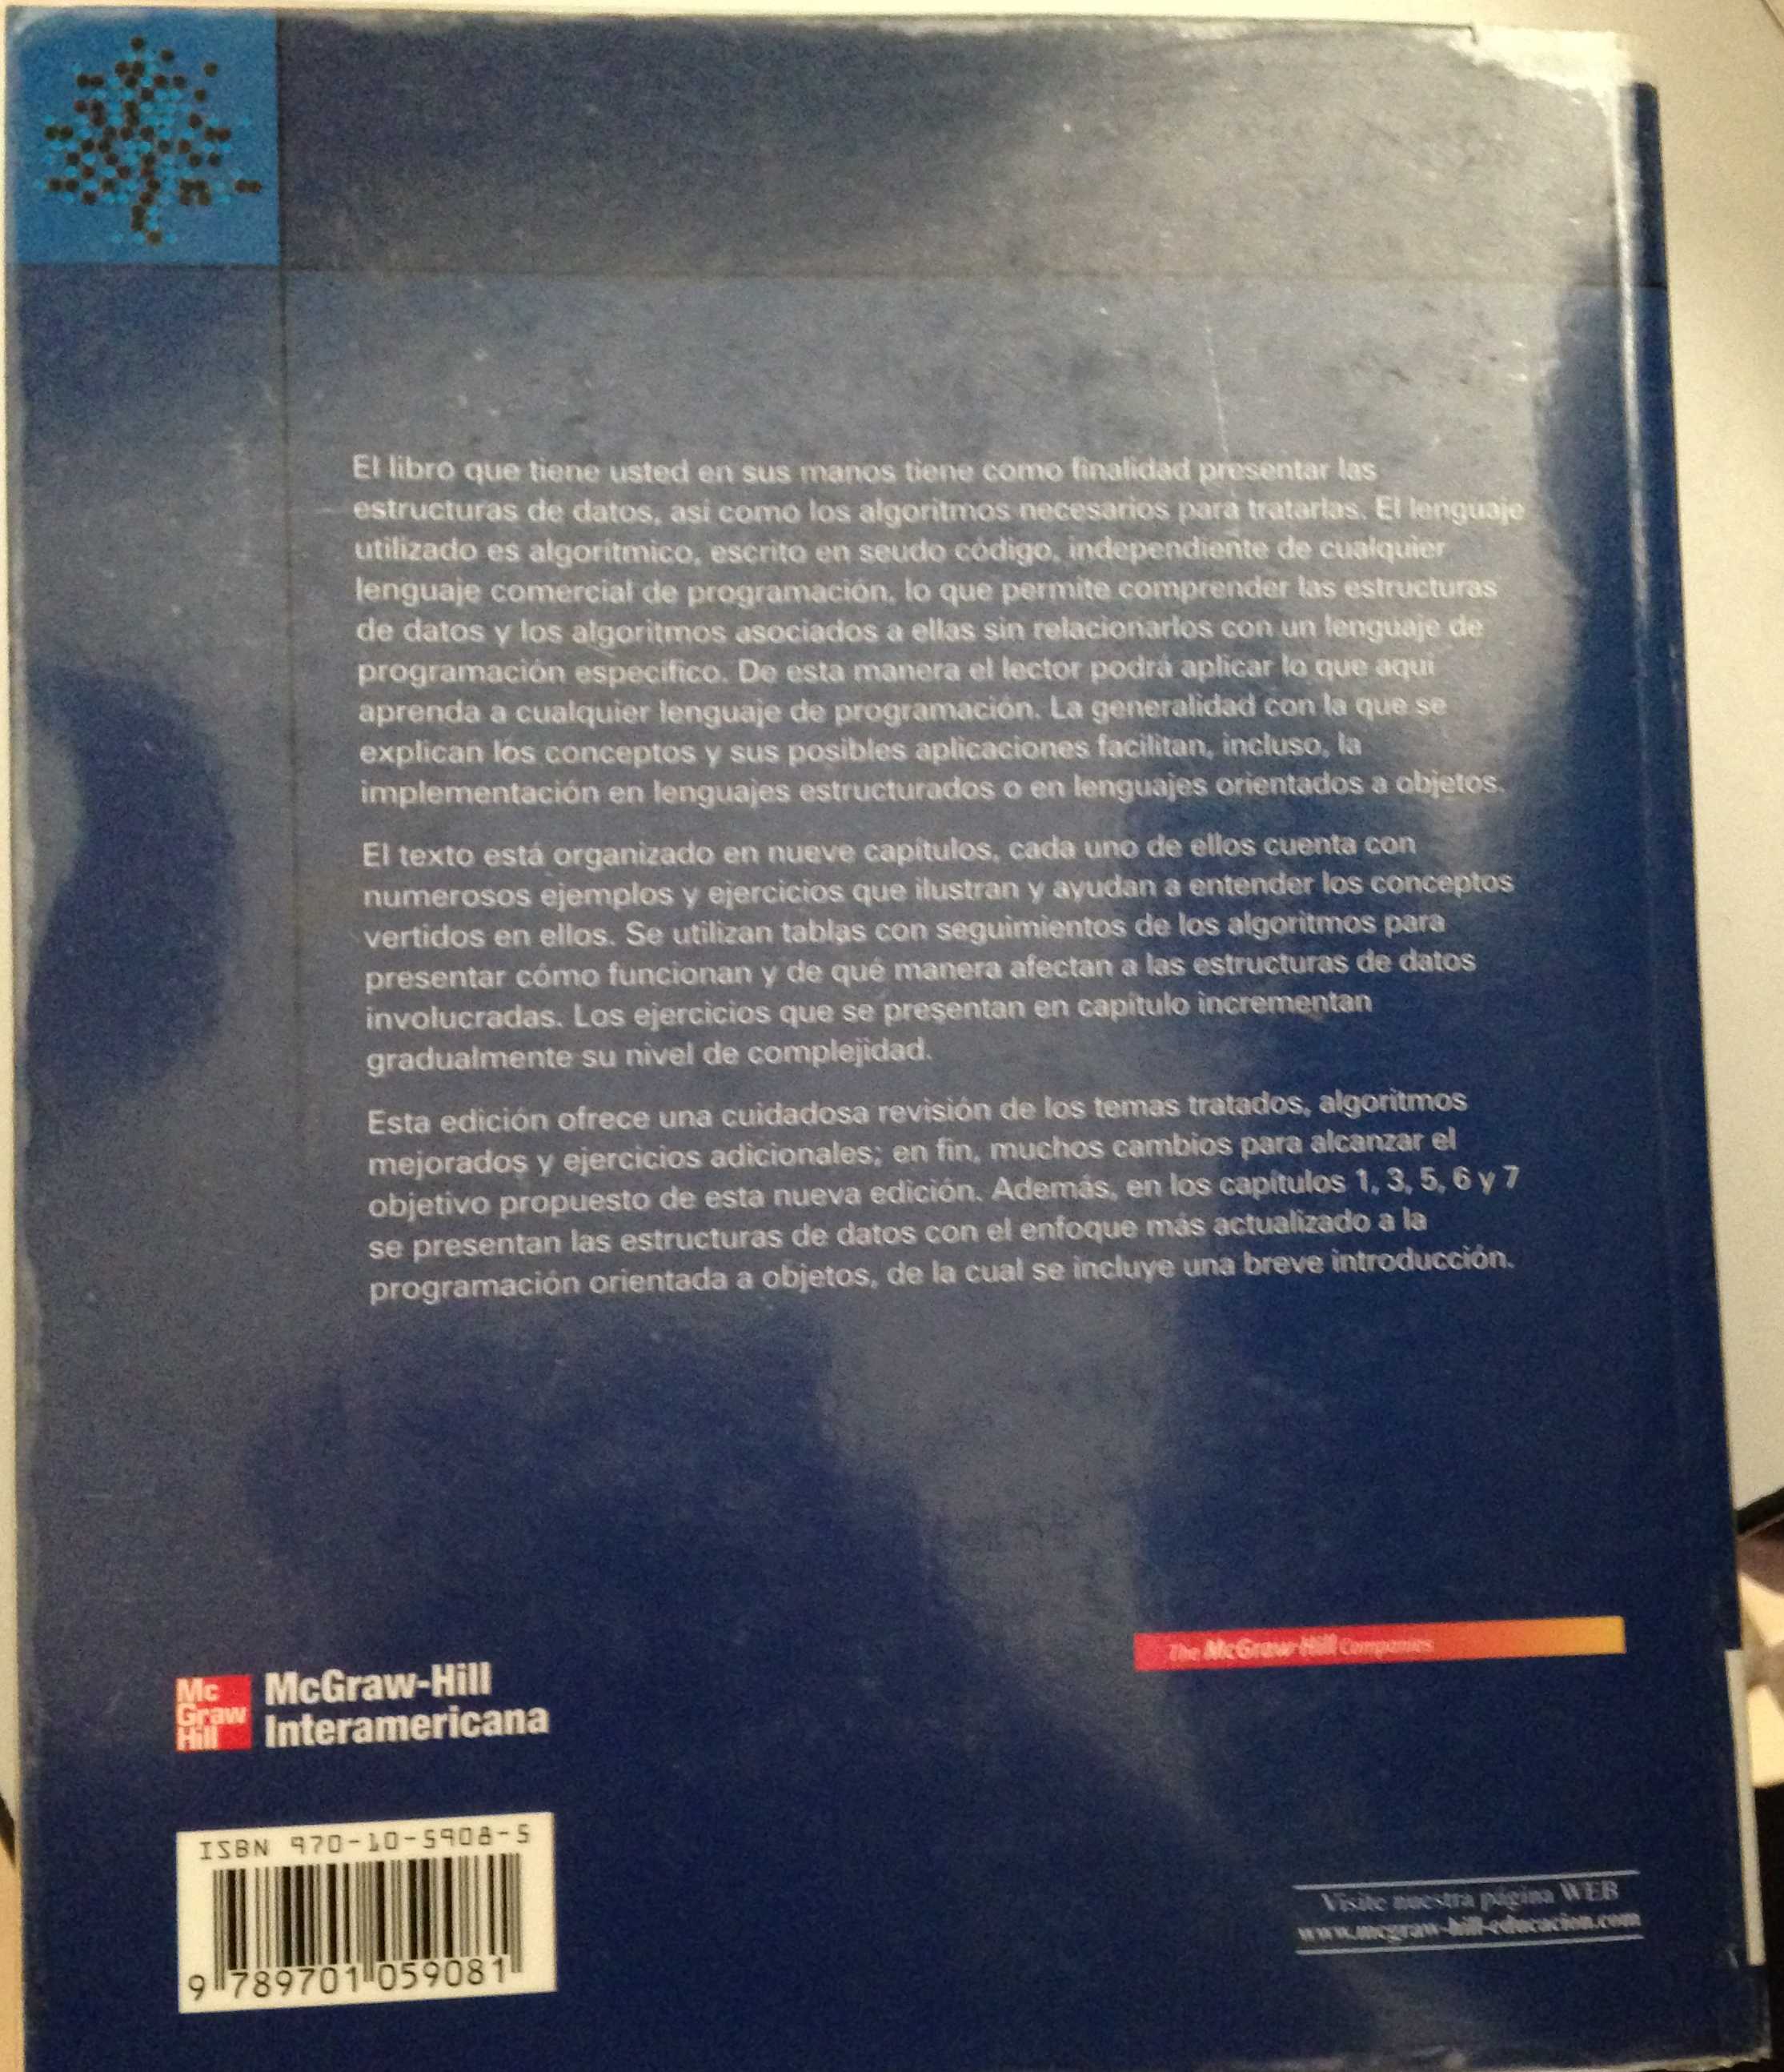 El libro que tiene usted en sus manos tiene como finalidad presentar las
estructuras de datos, así como los algoritmos necesarios para tratarlas. El lenguaje
utilizado es algorítmico, escrito en seudo código, independiente de cualquier
lenguaje comercial de programación, lo que permite comprender las estructuras
de datos y los algoritmos asociados a ellas sin relacionarlos con un lenguaje de
programación específico. De esta manera el lector podrá aplicar lo que aquí
aprenda a cualquier lenguaje de programación. La generalidad con la que se
explican los conceptos y sus posibles aplicaciones facilitan, incluso, la
implementación en lenguajes estructurados o en lenguajes orientados a objetos.
El texto está organizado en nueve capítulos, cada uno de ellos cuenta con
numerosos ejemplos y ejercicios que ilustran y ayudan a entender los conceptos
vertidos en ellos. Se utilizan tablas con seguimientos de los algoritmos para
presentar cómo funcionan y de qué manera afectan a las estructuras de datos
involucradas. Los ejercicios que se presentan en capítulo incrementan
gradualmente su nivel de complejidad.
Esta edición ofrece una cuidadosa revisión de los temas tratados, algoritmos
mejorados y ejercicios adicionales; en fin, muchos cambios para alcanzar el
objetivo propuesto de esta nueva edición. Además, en los capítulos 1, 3, 5, 6 y 7
se presentan las estructuras de datos con el enfoque más actualizado a la
programación orientada a objetos, de la cual se incluye una breve introducción.
The McGraw-Hill Companies
Mc
Graw
Hill
McGraw-Hill
Interamericana
ISBN 970-10-5908-5
9 789701 059081
Visite nuestra página WEB
www.mcgraw-hill-educacion.com